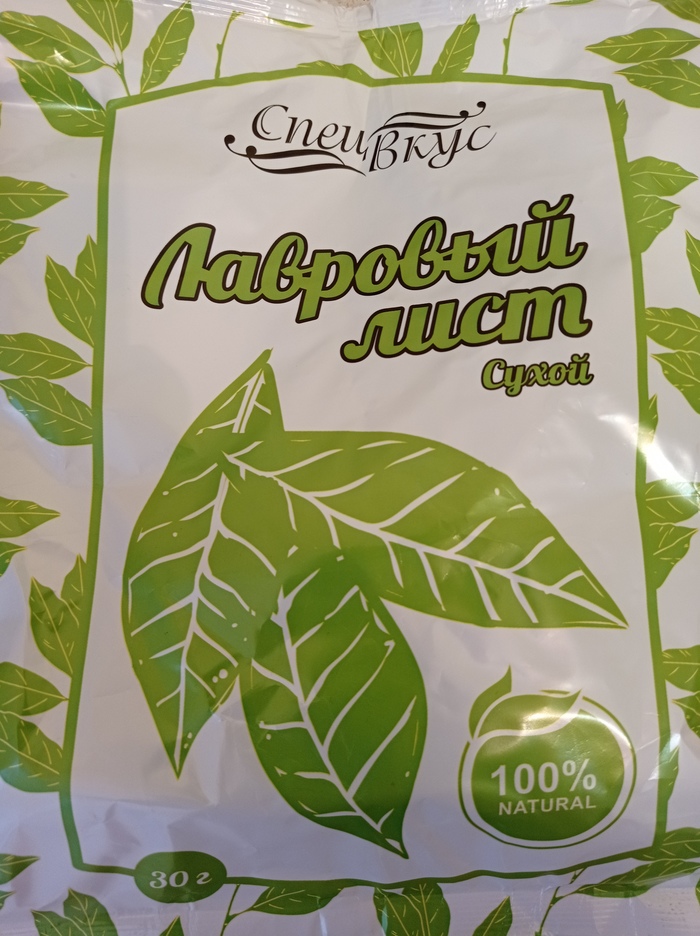 СпецВкус
Лавровый
лист
Сухой
100%
NATURAL
30 г